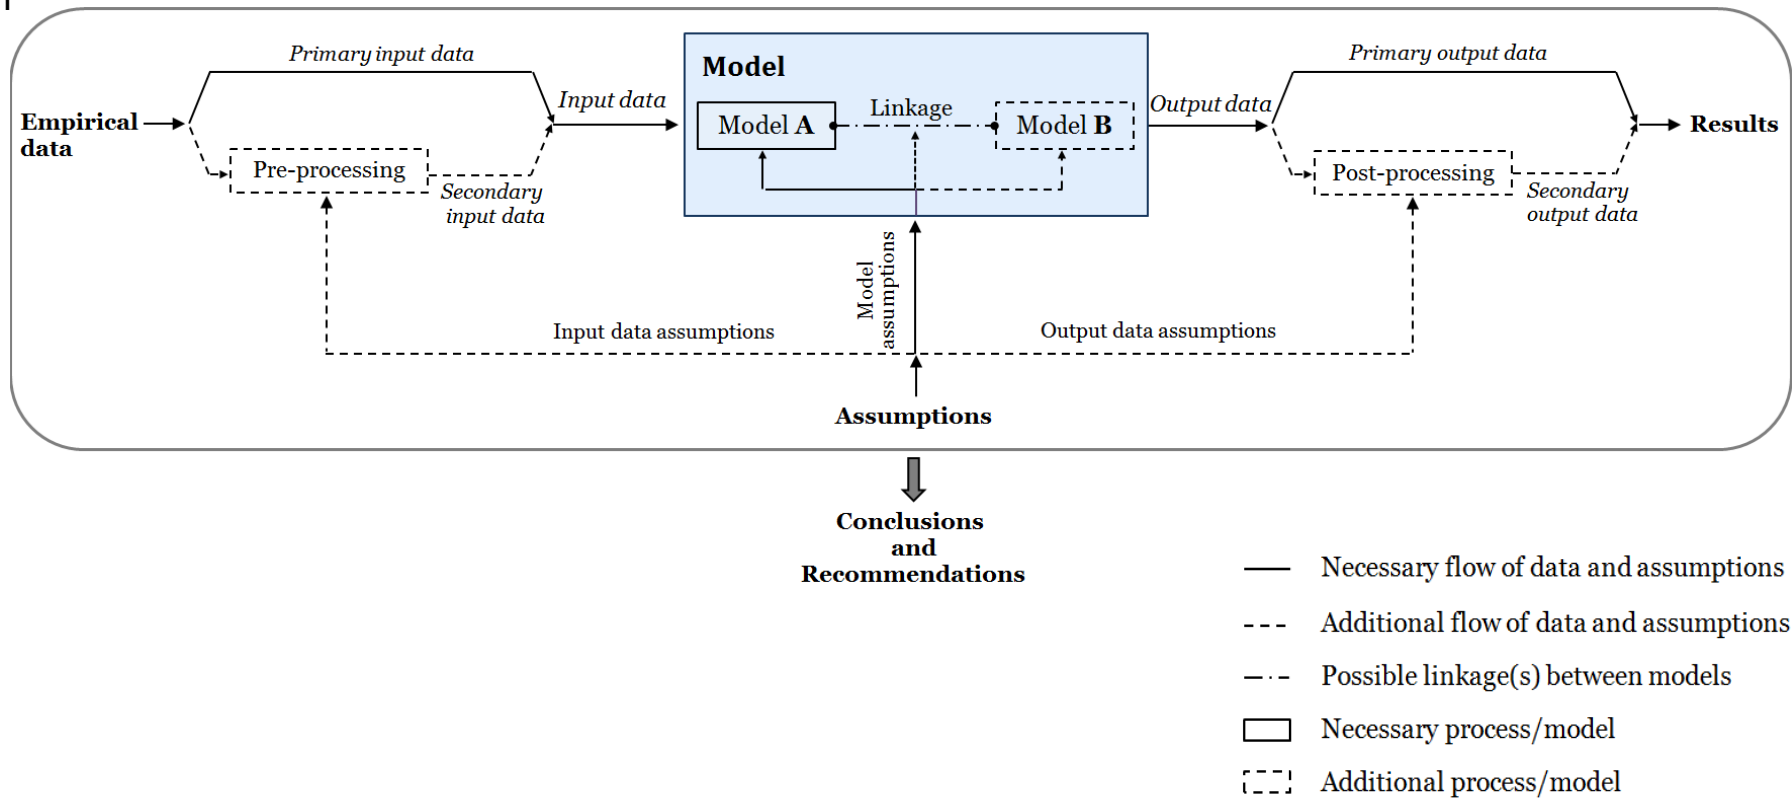 Primary input data
Primary output data
Model
Input data
Output data
Linkage
Empirical
data
Model A
Model B
Results
Pre-processing
Post-processing
Secondary
input data
Secondary
output data
Model
assumptions
Input data assumptions
Output data assumptions
Assumptions
Conclusions
and
Recommendations
Necessary flow of data and assumptions
Additional flow of data and assumptions
Possible linkage(s) between models
Necessary process/model
Additional process/model